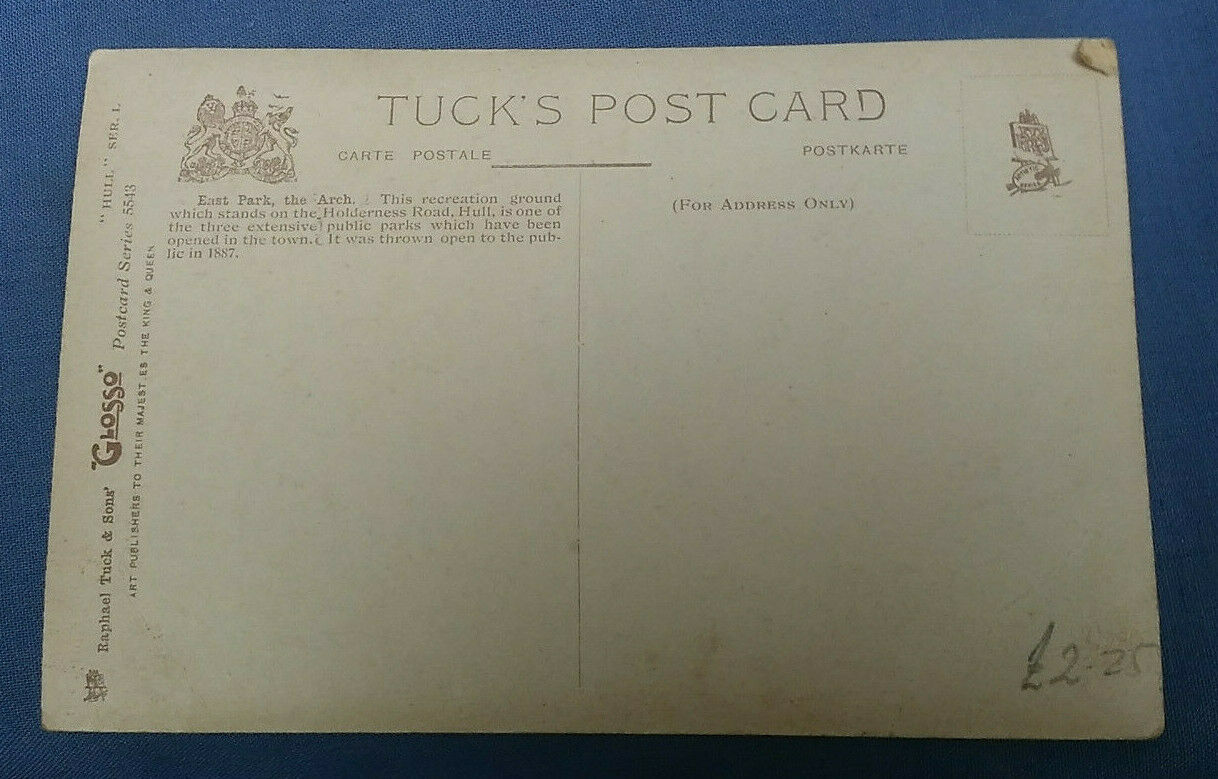 TUCK'S POST CARD
CARTE POSTALE
POSTKARTE
(FOR ADDRESS ONLY)
East Park, the Arch. This recreation ground
which stands on the Holderness Road, Hull, is one of
the three extensive public parks which have been
opened in the town. It was thrown open to the pub-
lic in 1887.
"HULL" SER. I.
Raphael Tuck & Sons' "GLOSSO" Postcard Series 5543
ART PUBLISHERS TO THEIR MAJESTIES THE KING & QUEEN
£2-25